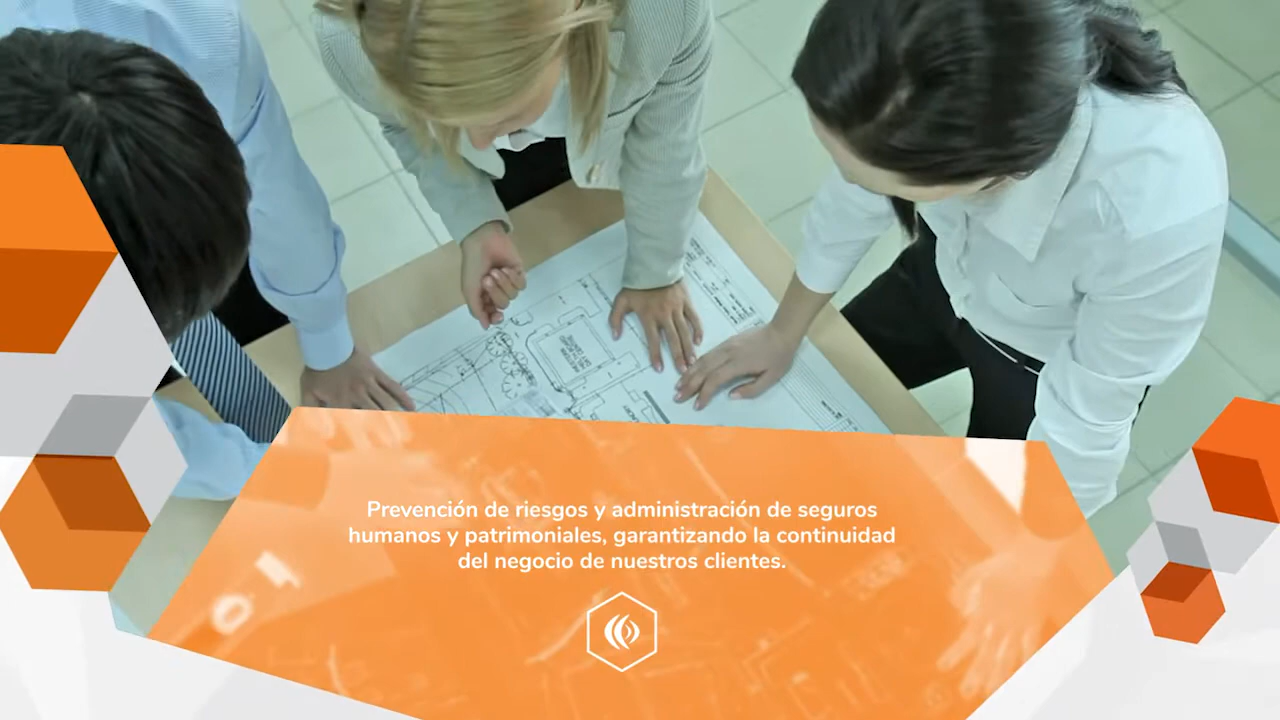 Prevención de riesgos y administración de seguros
humanos y patrimoniales, garantizando la continuidad
del negocio de nuestros clientes.